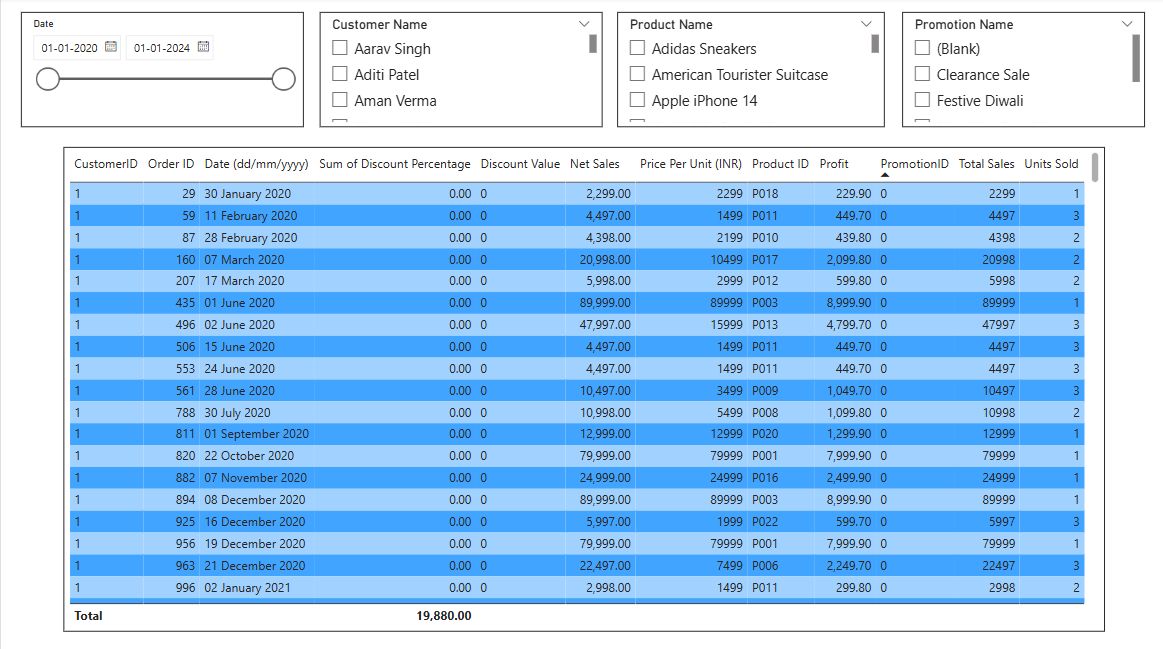 Date
01-01-2020 01-01-2024
Customer Name
Aarav Singh
Aditi Patel
Aman Verma
Product Name
Adidas Sneakers
American Tourister Suitcase
Apple iPhone 14
Promotion Name
(Blank)
Clearance Sale
Festive Diwali
CustomerID Order ID Date (dd/mm/yyyy) Sum of Discount Percentage Discount Value Net Sales Price Per Unit (INR) Product ID Profit PromotionID Total Sales Units Sold
1 29 30 January 2020 0.00 0 2,299.00 2299 P018 229.90 0 2299 1
1 59 11 February 2020 0.00 0 4,497.00 1499 P011 449.70 0 4497 3
1 87 28 February 2020 0.00 0 4,398.00 2199 P010 439.80 0 4398 2
1 160 07 March 2020 0.00 0 20,998.00 10499 P017 2,099.80 0 20998 2
1 207 17 March 2020 0.00 0 5,998.00 2999 P012 599.80 0 5998 2
1 435 01 June 2020 0.00 0 89,999.00 89999 P003 8,999.90 0 89999 1
1 496 02 June 2020 0.00 0 47,997.00 15999 P013 4,799.70 0 47997 3
1 506 15 June 2020 0.00 0 4,497.00 1499 P011 449.70 0 4497 3
1 553 24 June 2020 0.00 0 4,497.00 1499 P011 449.70 0 4497 3
1 561 28 June 2020 0.00 0 10,497.00 3499 P009 1,049.70 0 10497 3
1 788 30 July 2020 0.00 0 10,998.00 5499 P008 1,099.80 0 10998 2
1 811 01 September 2020 0.00 0 12,999.00 12999 P020 1,299.90 0 12999 1
1 820 22 October 2020 0.00 0 79,999.00 79999 P001 7,999.90 0 79999 1
1 882 07 November 2020 0.00 0 24,999.00 24999 P016 2,499.90 0 24999 1
1 894 08 December 2020 0.00 0 89,999.00 89999 P003 8,999.90 0 89999 1
1 925 16 December 2020 0.00 0 5,997.00 1999 P022 599.70 0 5997 3
1 956 19 December 2020 0.00 0 79,999.00 79999 P001 7,999.90 0 79999 1
1 963 21 December 2020 0.00 0 22,497.00 7499 P006 2,249.70 0 22497 3
1 996 02 January 2021 0.00 0 2,998.00 1499 P011 299.80 0 2998 2
Total 19,880.00